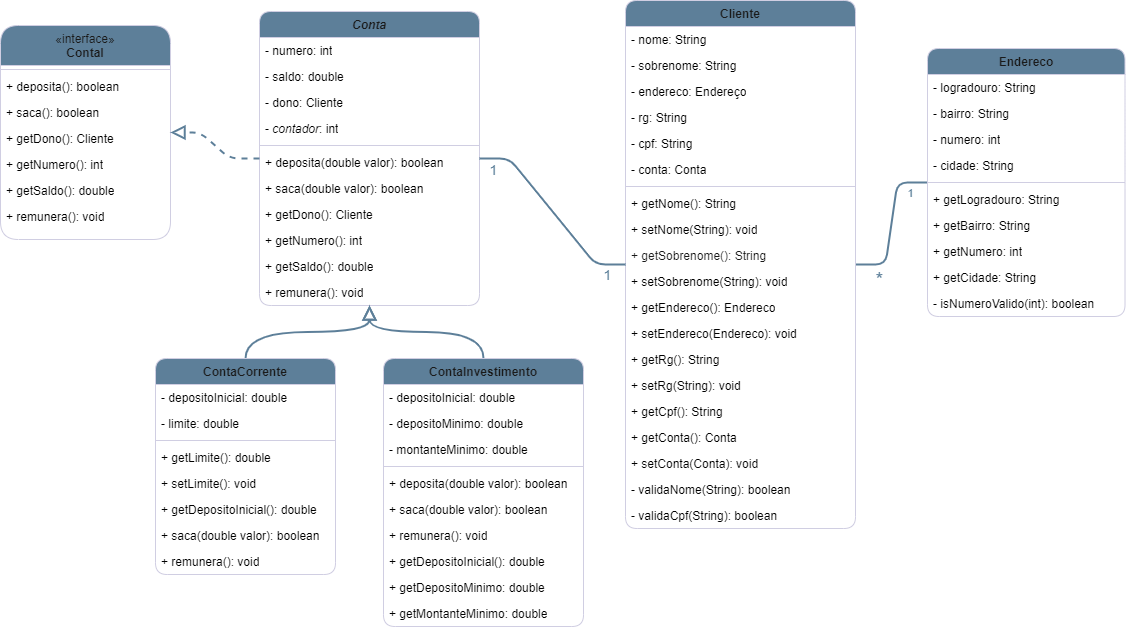 «interface»
ContaI
+ deposita(): boolean
+ saca(): boolean
+ getDono(): Cliente
+ getNumero(): int
+ getSaldo(): double
+ remunera(): void
Conta
- numero: int
- saldo: double
- dono: Cliente
- contador: int
+ deposita(double valor): boolean
+ saca(double valor): boolean
+ getDono(): Cliente
+ getNumero(): int
+ getSaldo(): double
+ remunera(): void
1
1
Cliente
- nome: String
- sobrenome: String
- endereco: Endereço
- rg: String
- cpf: String
- conta: Conta
+ getNome(): String
+ setNome(String): void
+ getSobrenome(): String
+ setSobrenome(String): void
+ getEndereco(): Endereco
+ setEndereco(Endereco): void
+ getRg(): String
+ setRg(String): void
+ getCpf(): String
+ getConta(): Conta
+ setConta(Conta): void
- validaNome(String): boolean
- validaCpf(String): boolean
*
1
Endereco
- logradouro: String
- bairro: String
- numero: int
- cidade: String
+ getLogradouro: String
+ getBairro: String
+ getNumero: int
+ getCidade: String
- isNumeroValido(int): boolean
ContaCorrente
- depositoInicial: double
- limite: double
+ getLimite(): double
+ setLimite(): void
+ getDepositoInicial(): double
+ saca(double valor): boolean
+ remunera(): void
ContaInvestimento
- depositoInicial: double
- depositoMinimo: double
- montanteMinimo: double
+ deposita(double valor): boolean
+ saca(double valor): boolean
+ remunera(): void
+ getDepositoInicial(): double
+ getDepositoMinimo: double
+ getMontanteMinimo: double